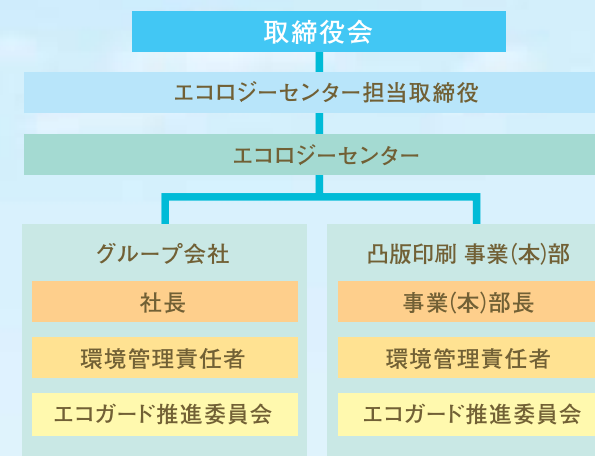 取締役会
エコロジーセンター担当取締役
エコロジーセンター
グループ会社
社長
環境管理責任者
エコガード推進委員会
凸版印刷 事業(本)部
事業(本)部長
環境管理責任者
エコガード推進委員会